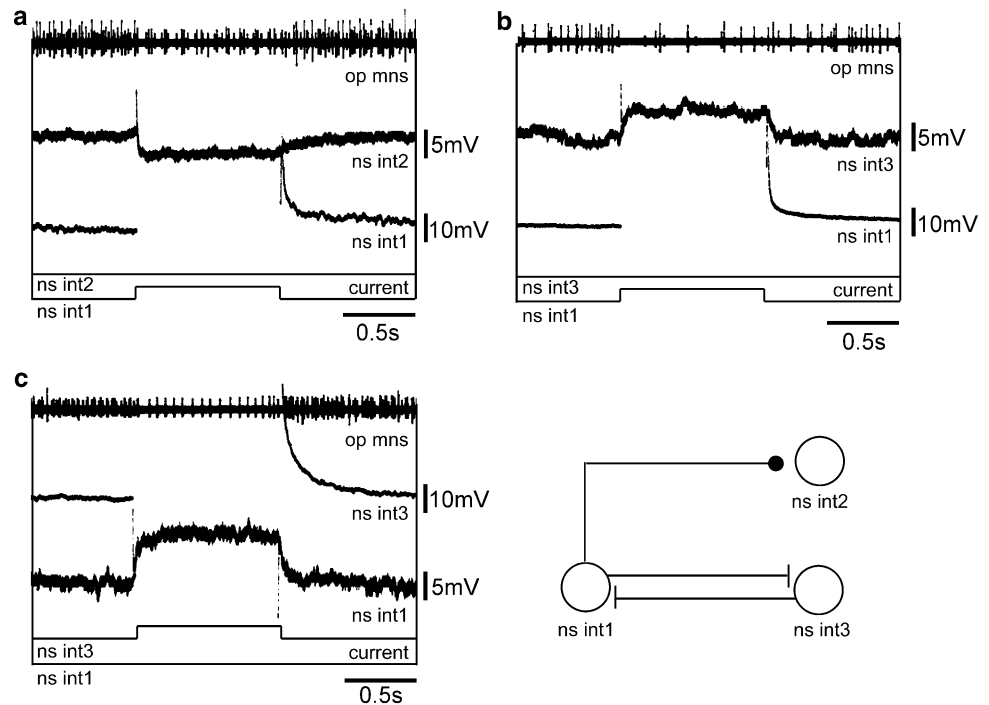 a
op mns
5mV
ns int2
10mV
ns int1
ns int2
current
ns int1
0.5s
b
op mns
5mV
ns int3
10mV
ns int1
ns int3
current
ns int1
0.5s
c
op mns
10mV
ns int3
5mV
ns int1
ns int3
current
ns int1
0.5s
ns int2
ns int1
ns int3